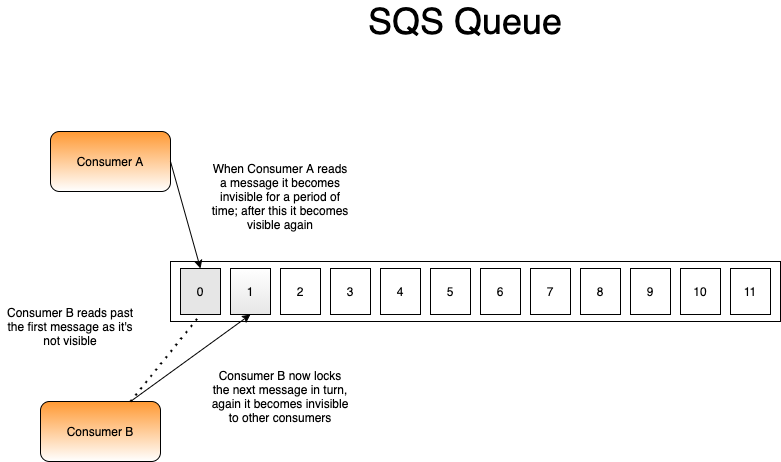 SQS Queue
Consumer A
When Consumer A reads
a message it becomes
invisible for a period of
time; after this it becomes
visible again
0 1 2 3 4 5 6 7 8 9 10 11
Consumer B reads past
the first message as it's
not visible
Consumer B now locks
the next message in turn,
again it becomes invisible
to other consumers
Consumer B